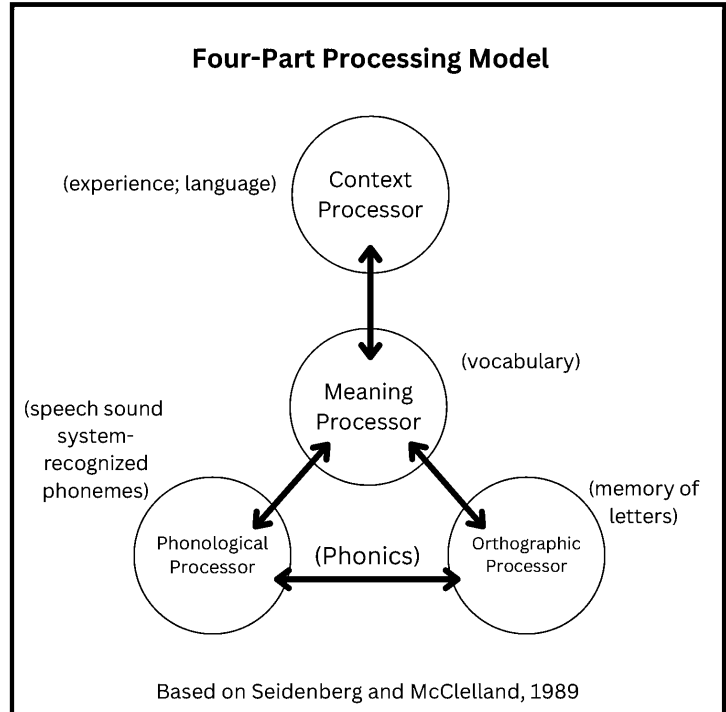 Four-Part Processing Model
Context
Processor
(experience; language)
Meaning
Processor
(vocabulary)
(speech sound
system-
recognized
phonemes)
Phonological
Processor
(Phonics)
Orthographic
Processor
(memory of
letters)
Based on Seidenberg and McClelland, 1989